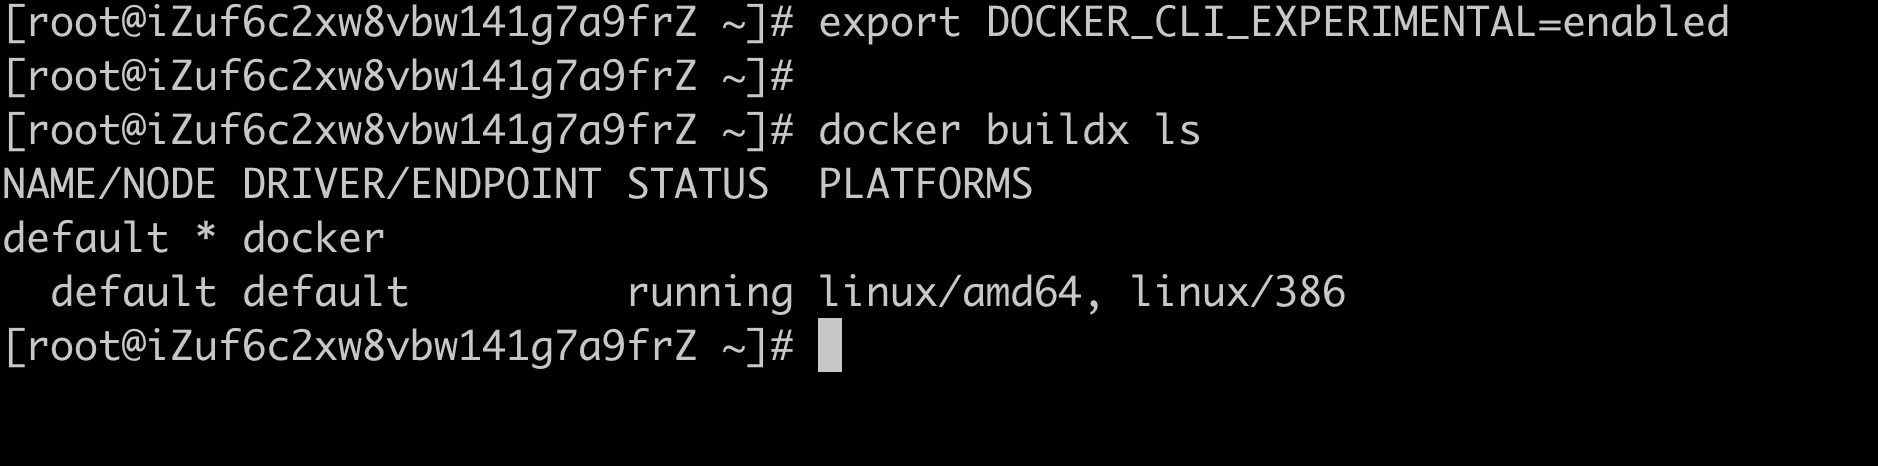 [root@iZuf6c2xw8vbw141g7a9frZ ~]# export DOCKER_CLI_EXPERIMENTAL=enabled
[root@iZuf6c2xw8vbw141g7a9frZ ~]#
[root@iZuf6c2xw8vbw141g7a9frZ ~]# docker buildx ls
NAME/NODE DRIVER/ENDPOINT STATUS  PLATFORMS
default * docker
  default default         running linux/amd64, linux/386
[root@iZuf6c2xw8vbw141g7a9frZ ~]#